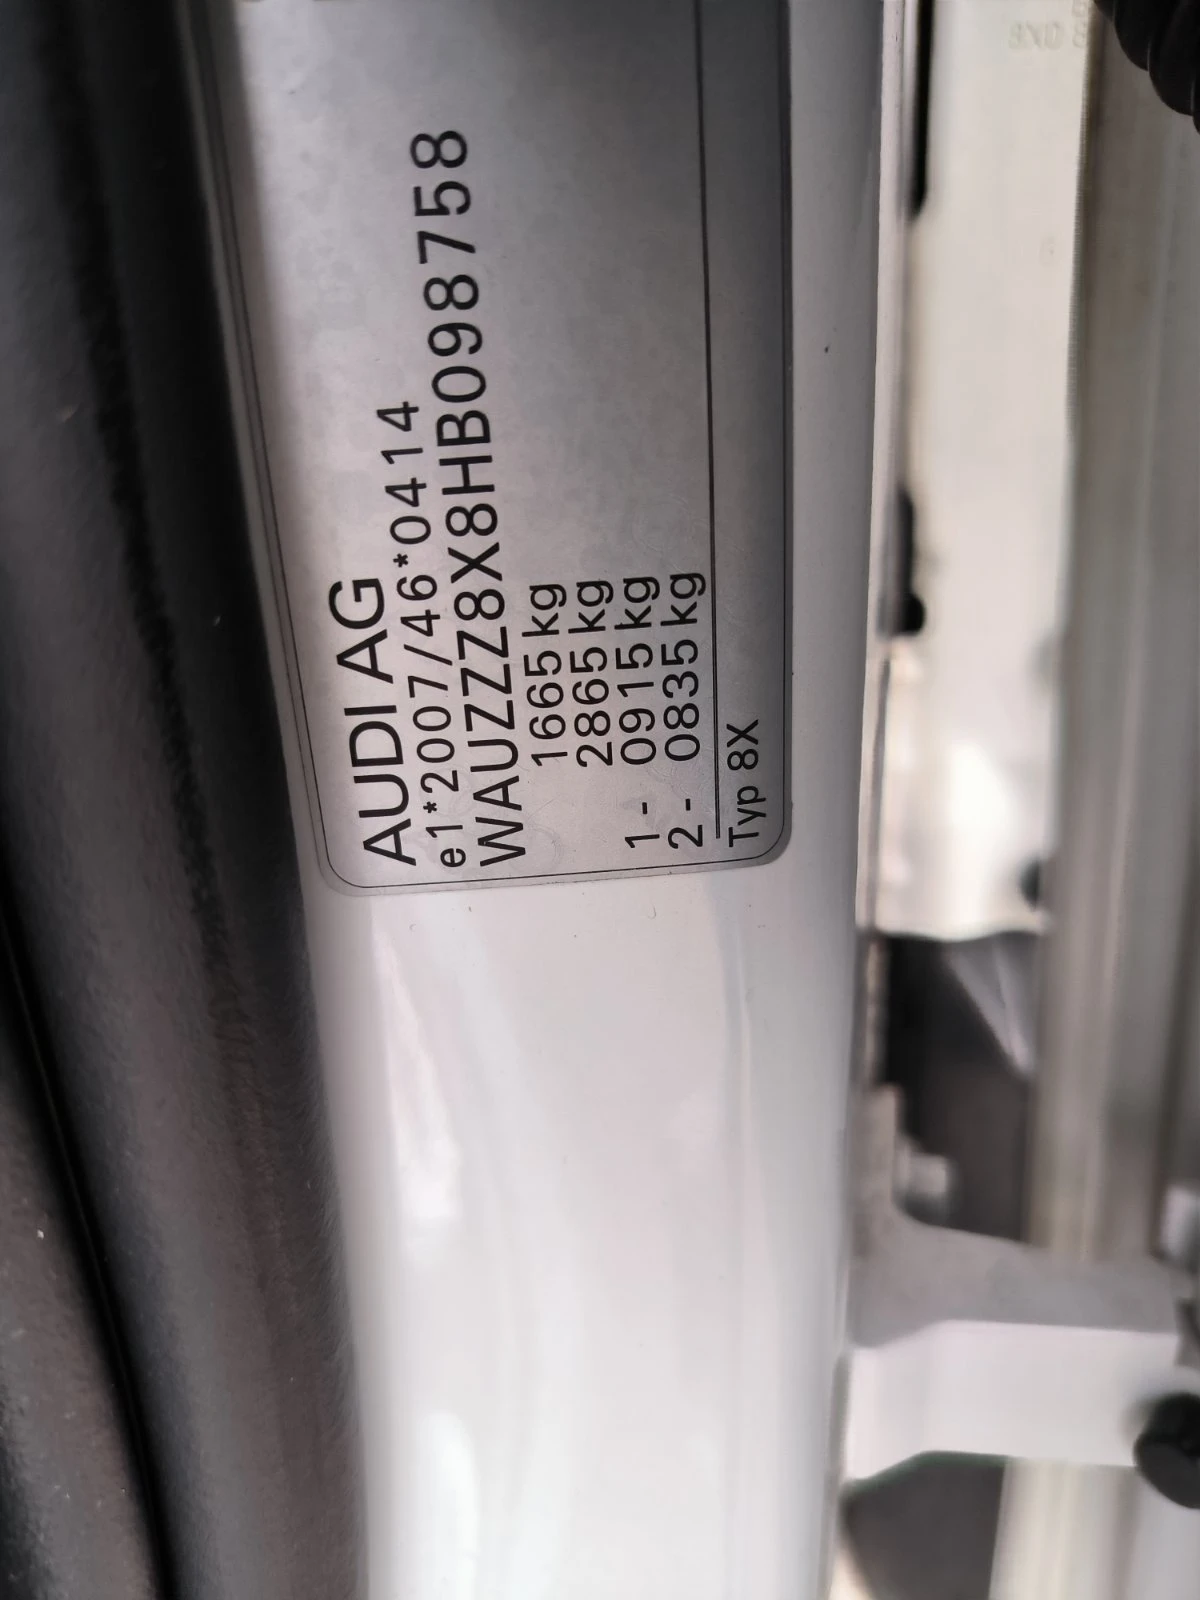 AUDI AG
e1*2007/46*0414
WAUZZZ8X8HB098758
1665 kg
2865 kg
1- 0915 kg
2- 0835 kg
Typ 8X